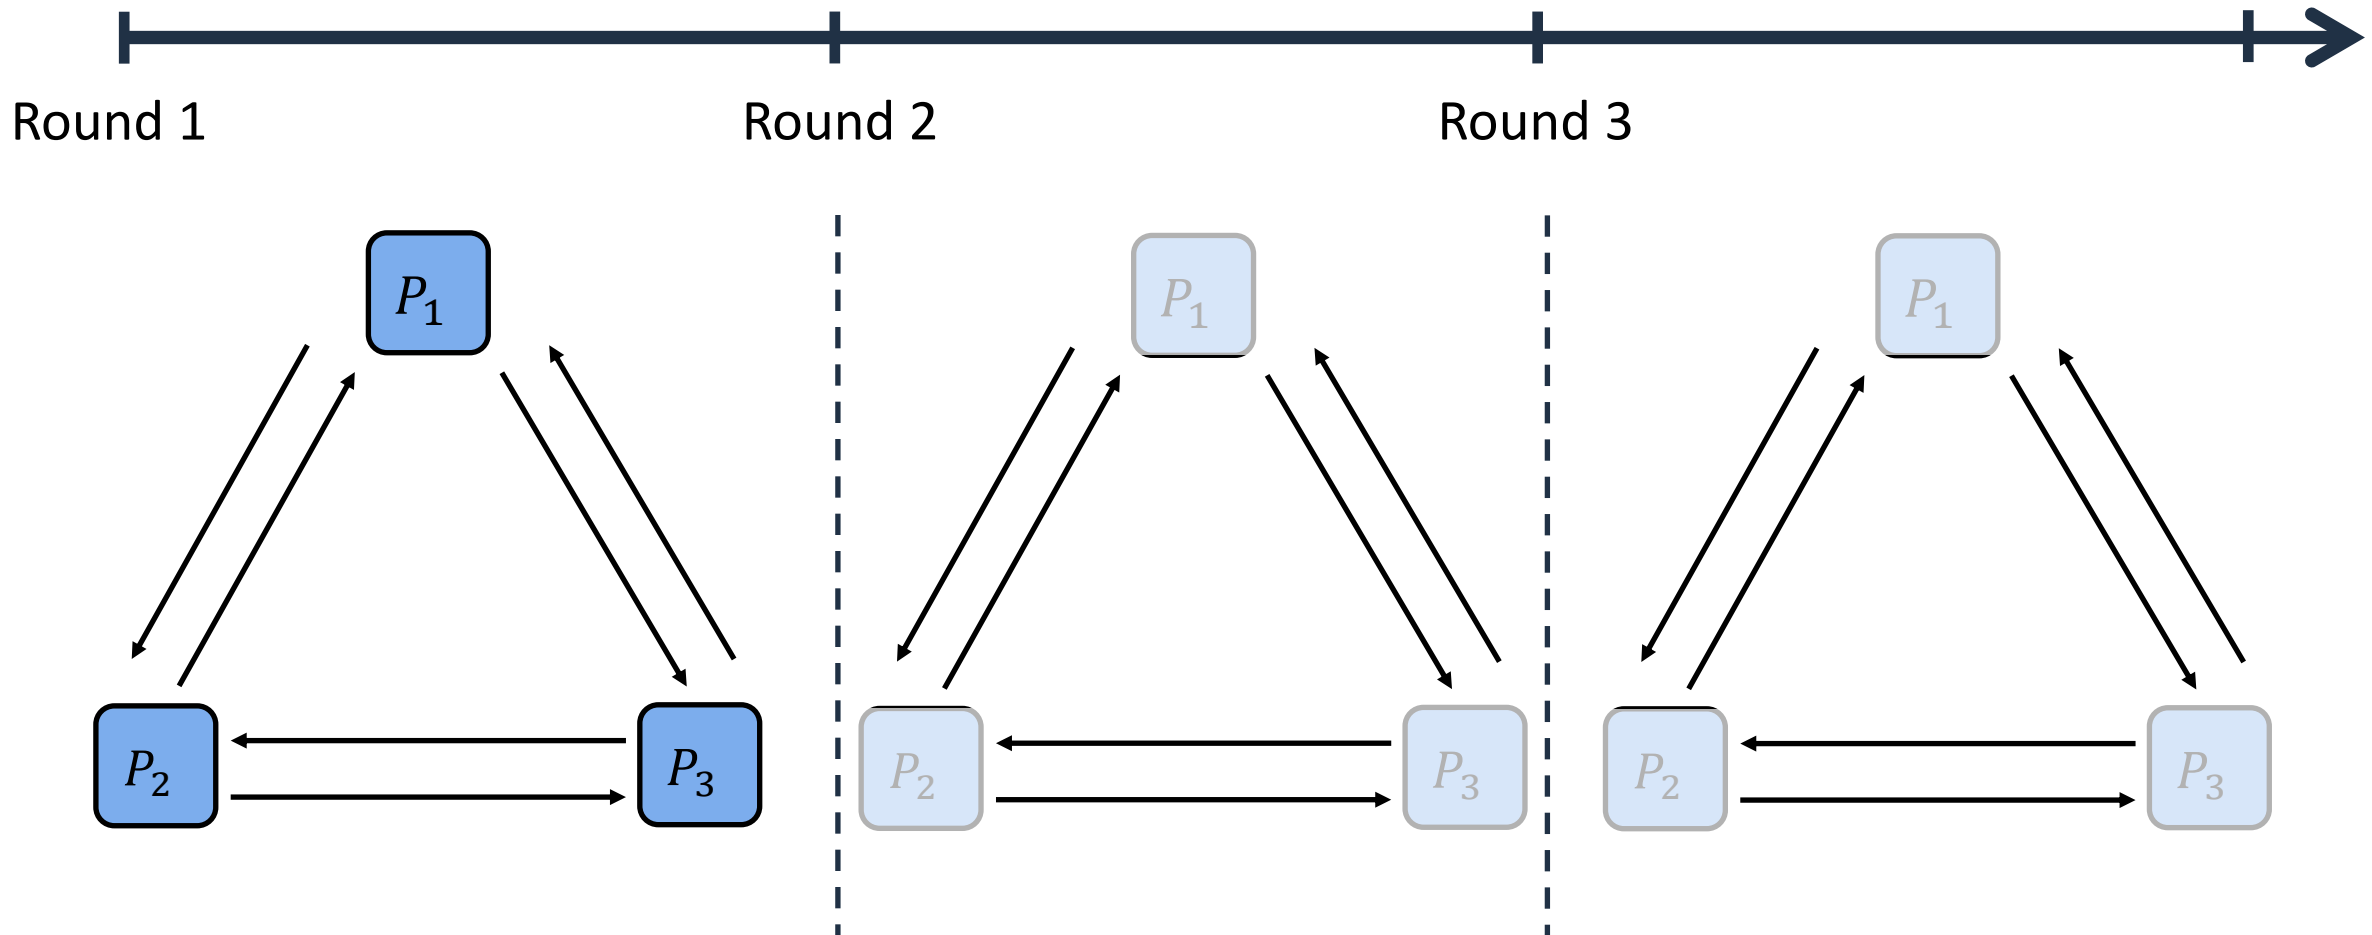 Round 1
Round 2
Round 3
P₁
P₂
P₃
P₁
P₂
P₃
P₁
P₂
P₃